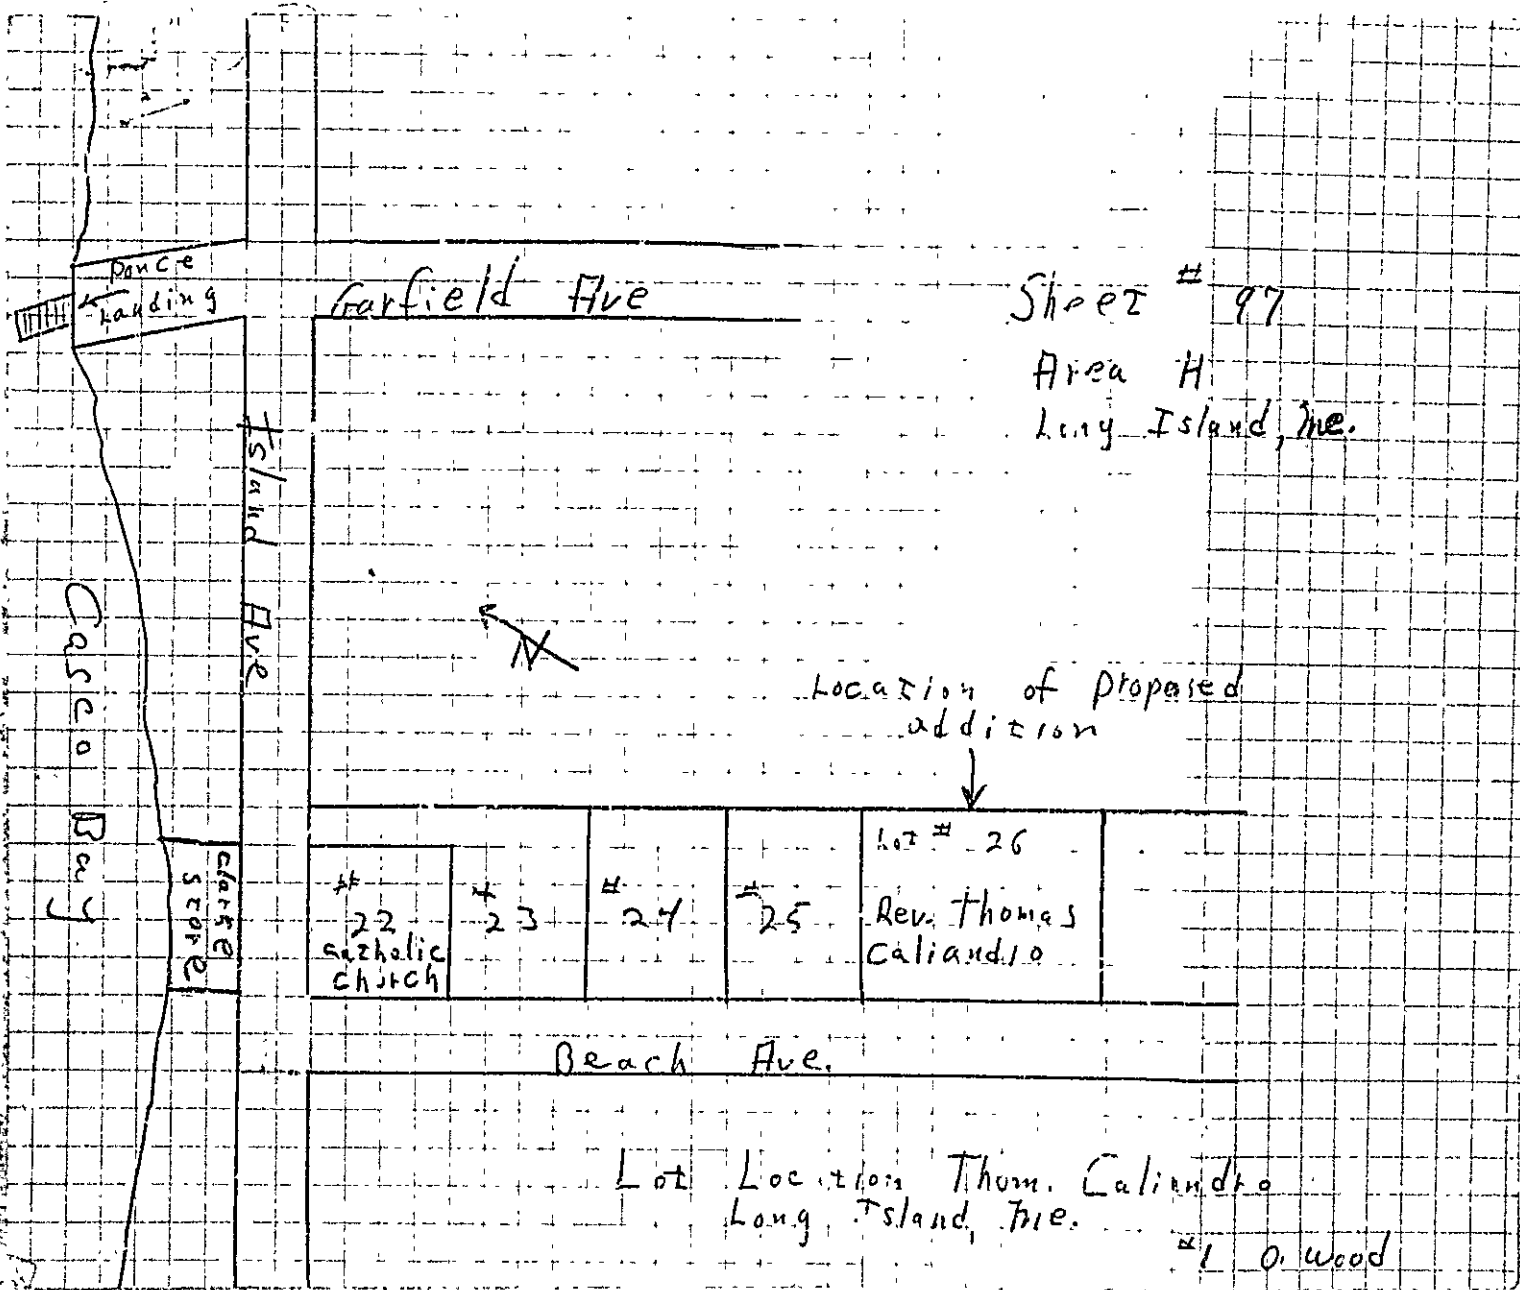 Ponce
Landing
Garfield Ave
Sheet # 97
Area H
Long Island, Me.
Island Ave
Casco Bay
N
Location of Proposed
addition
Clarke
Store
# 22
Catholic
Church
# 23
# 24
# 25
Lot # 26
Rev. Thomas
Caliandro
Beach Ave.
Lot Location Thom. Caliandro
Long Island, Me.
#1 O. Wood